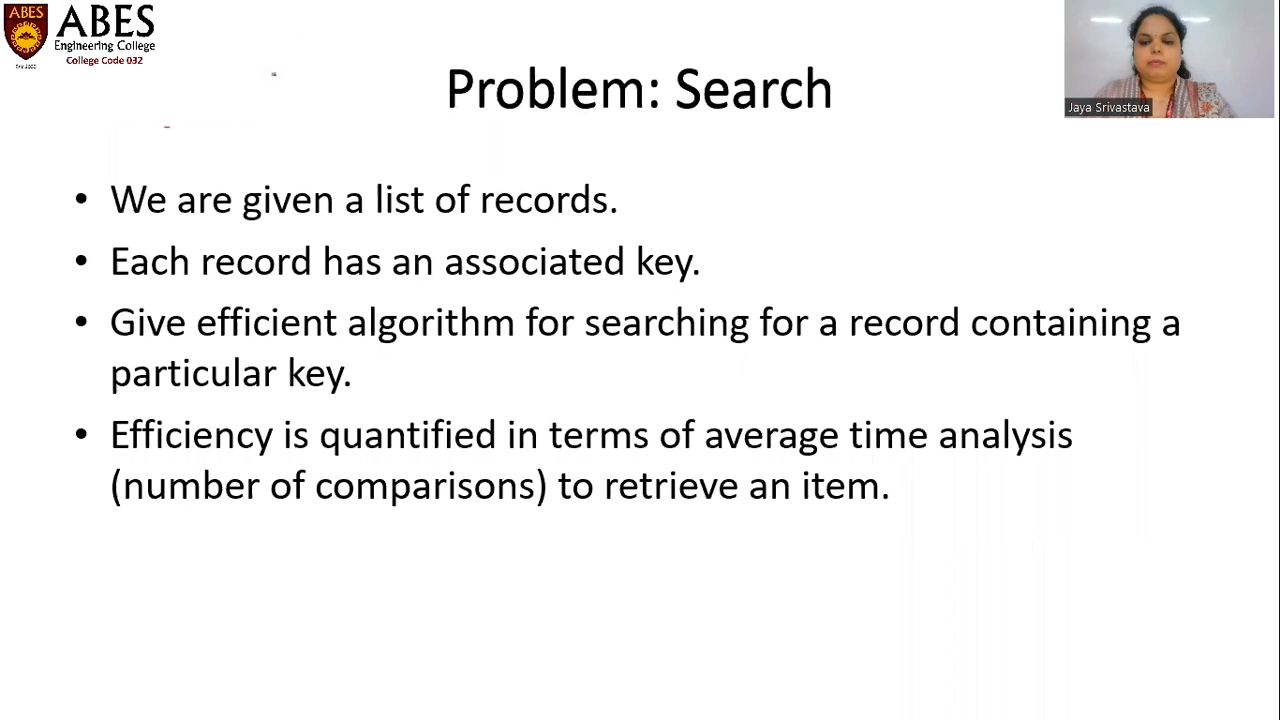 ABES
ABES
Engineering College
College Code 032
Problem: Search
Jaya Srivastava
• We are given a list of records.
• Each record has an associated key.
• Give efficient algorithm for searching for a record containing a
particular key.
• Efficiency is quantified in terms of average time analysis
(number of comparisons) to retrieve an item.